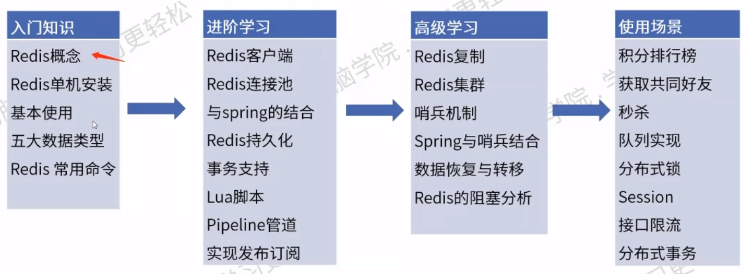 入门知识
Redis概念
Redis单机安装
基本使用
五大数据类型
Redis 常用命令
进阶学习
Redis客户端
Redis连接池
与spring的结合
Redis持久化
事务支持
Lua脚本
Pipeline管道
实现发布订阅
高级学习
Redis复制
Redis集群
哨兵机制
Spring与哨兵结合
数据恢复与转移
Redis的阻塞分析
使用场景
积分排行榜
获取共同好友
秒杀
队列实现
分布式锁
Session
接口限流
分布式事务